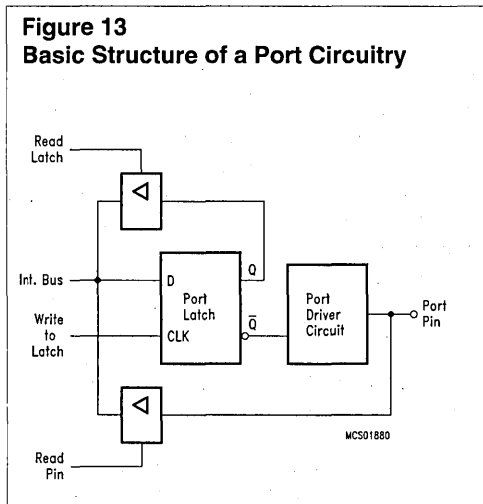 Figure 13
Basic Structure of a Port Circuitry
Read
Latch
Int. Bus
Write
to
Latch
D
Port
Latch
CLK
Q
Q̅
Port
Driver
Circuit
Port
Pin
MCS01880
Read
Pin